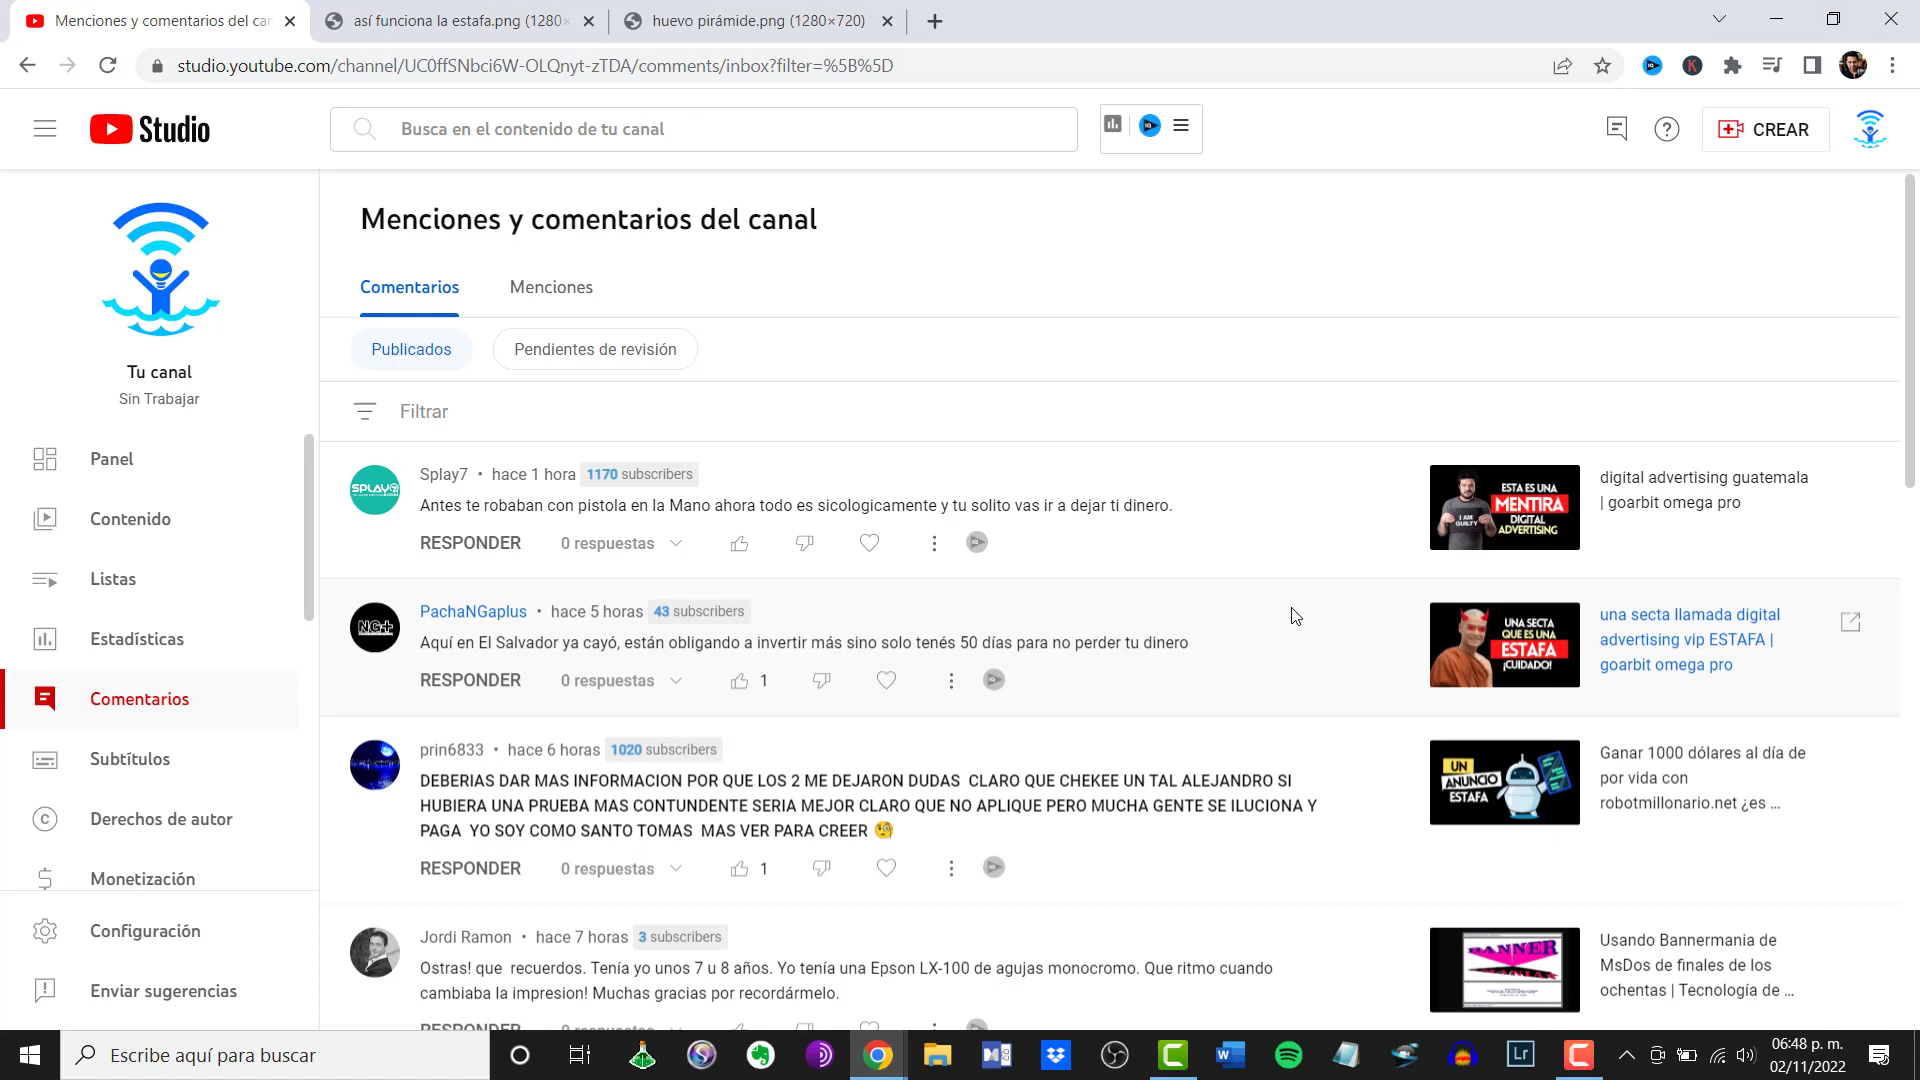 Menciones y comentarios del can
así funciona la estafa.png (1280×
huevo pirámide.png (1280×720)
studio.youtube.com/channel/UC0ffSNbci6W-OLQnyt-zTDA/comments/inbox?filter=%5B%5D
Studio
Busca en el contenido de tu canal
CREAR
Tu canal
Sin Trabajar
Panel
Contenido
Listas
Estadísticas
Comentarios
Subtítulos
Derechos de autor
Monetización
Configuración
Enviar sugerencias
Menciones y comentarios del canal
Comentarios
Menciones
Publicados
Pendientes de revisión
Filtrar
Splay7 • hace 1 hora 1170 subscribers
Antes te robaban con pistola en la Mano ahora todo es sicologicamente y tu solito vas ir a dejar ti dinero.
RESPONDER 0 respuestas
ESTA ES UNA
MENTIRA
DIGITAL
ADVERTISING
I AM
GUILTY
digital advertising guatemala
| goarbit omega pro
PachaNGaplus • hace 5 horas 43 subscribers
Aquí en El Salvador ya cayó, están obligando a invertir más sino solo tenés 50 días para no perder tu dinero
RESPONDER 0 respuestas 1
NG+
UNA SECTA
QUE ES UNA
ESTAFA
¡CUIDADO!
una secta llamada digital
advertising vip ESTAFA |
goarbit omega pro
prin6833 • hace 6 horas 1020 subscribers
DEBERIAS DAR MAS INFORMACION POR QUE LOS 2 ME DEJARON DUDAS CLARO QUE CHEKEE UN TAL ALEJANDRO SI
HUBIERA UNA PRUEBA MAS CONTUNDENTE SERIA MEJOR CLARO QUE NO APLIQUE PERO MUCHA GENTE SE ILUCIONA Y
PAGA YO SOY COMO SANTO TOMAS MAS VER PARA CREER 🧐
RESPONDER 0 respuestas 1
UN
ANUNCIO
ESTAFA
Ganar 1000 dólares al día de
por vida con
robotmillonario.net ¿es ...
Jordi Ramon • hace 7 horas 3 subscribers
Ostras! que recuerdos. Tenía yo unos 7 u 8 años. Yo tenía una Epson LX-100 de agujas monocromo. Que ritmo cuando
cambiaba la impresion! Muchas gracias por recordármelo.
RESPONDER 0 respuestas
BANNER
Usando Bannermania de
MsDos de finales de los
ochentas | Tecnología de ...
Escribe aquí para buscar
06:48 p. m.
02/11/2022